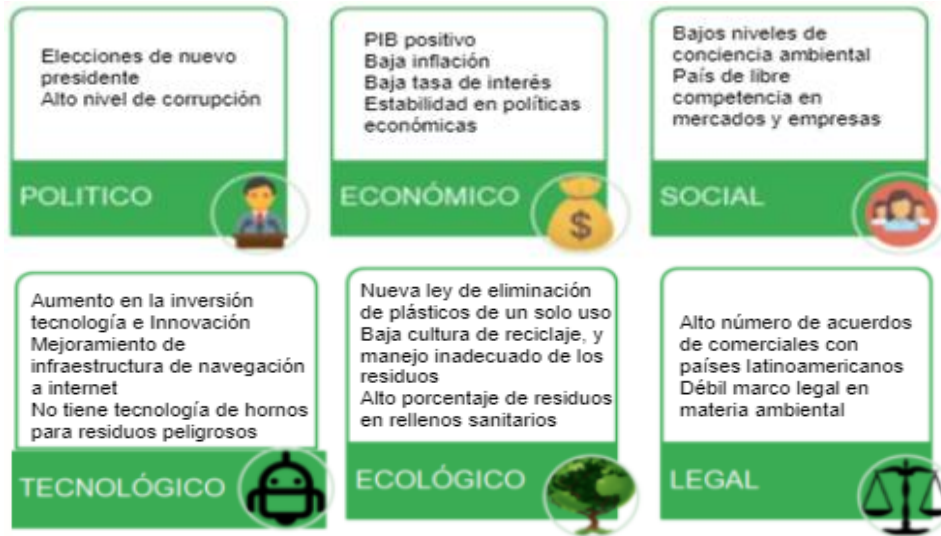 Elecciones de nuevo
presidente
Alto nivel de corrupción
POLITICO
PIB positivo
Baja inflación
Baja tasa de interés
Estabilidad en políticas
económicas
ECONÓMICO
$
Bajos niveles de
conciencia ambiental
País de libre
competencia en
mercados y empresas
SOCIAL
Aumento en la inversión
tecnología e Innovación
Mejoramiento de
infraestructura de navegación
a internet
No tiene tecnología de hornos
para residuos peligrosos
TECNOLÓGICO
Nueva ley de eliminación
de plásticos de un solo uso
Baja cultura de reciclaje, y
manejo inadecuado de los
residuos
Alto porcentaje de residuos
en rellenos sanitarios
ECOLÓGICO
Alto número de acuerdos
de comerciales con
países latinoamericanos
Débil marco legal en
materia ambiental
LEGAL